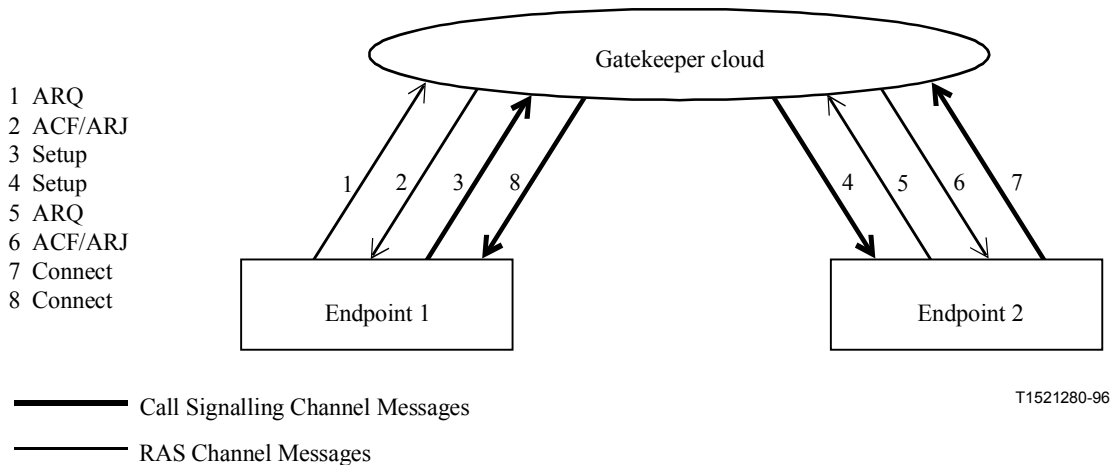 Gatekeeper cloud
1 ARQ
2 ACF/ARJ
3 Setup
4 Setup
5 ARQ
6 ACF/ARJ
7 Connect
8 Connect
1
2
3
8
4
5
6
7
Endpoint 1
Endpoint 2
T1521280-96
Call Signalling Channel Messages
RAS Channel Messages